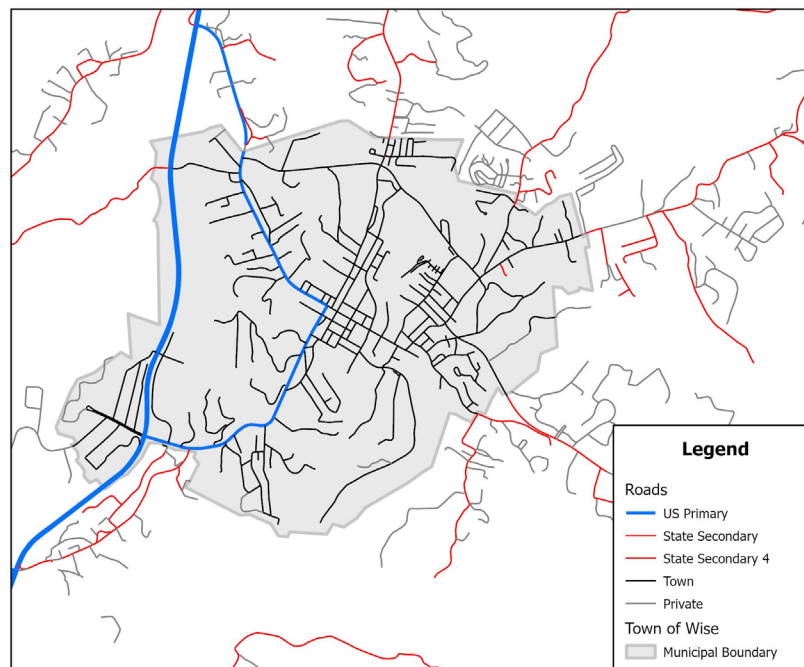 Legend
Roads
US Primary
State Secondary
State Secondary 4
Town
Private
Town of Wise
Municipal Boundary